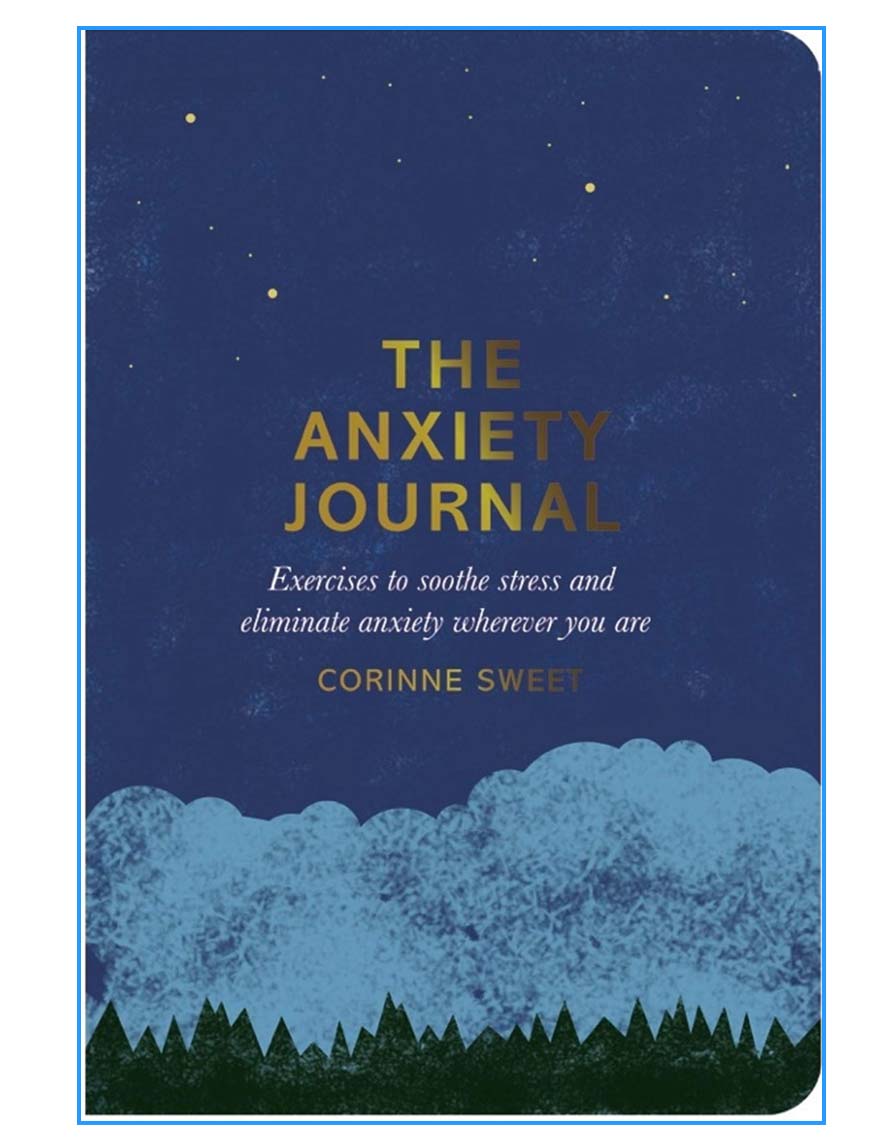 THE
ANXIETY
JOURNAL
Exercises to soothe stress and
eliminate anxiety wherever you are
CORINNE SWEET